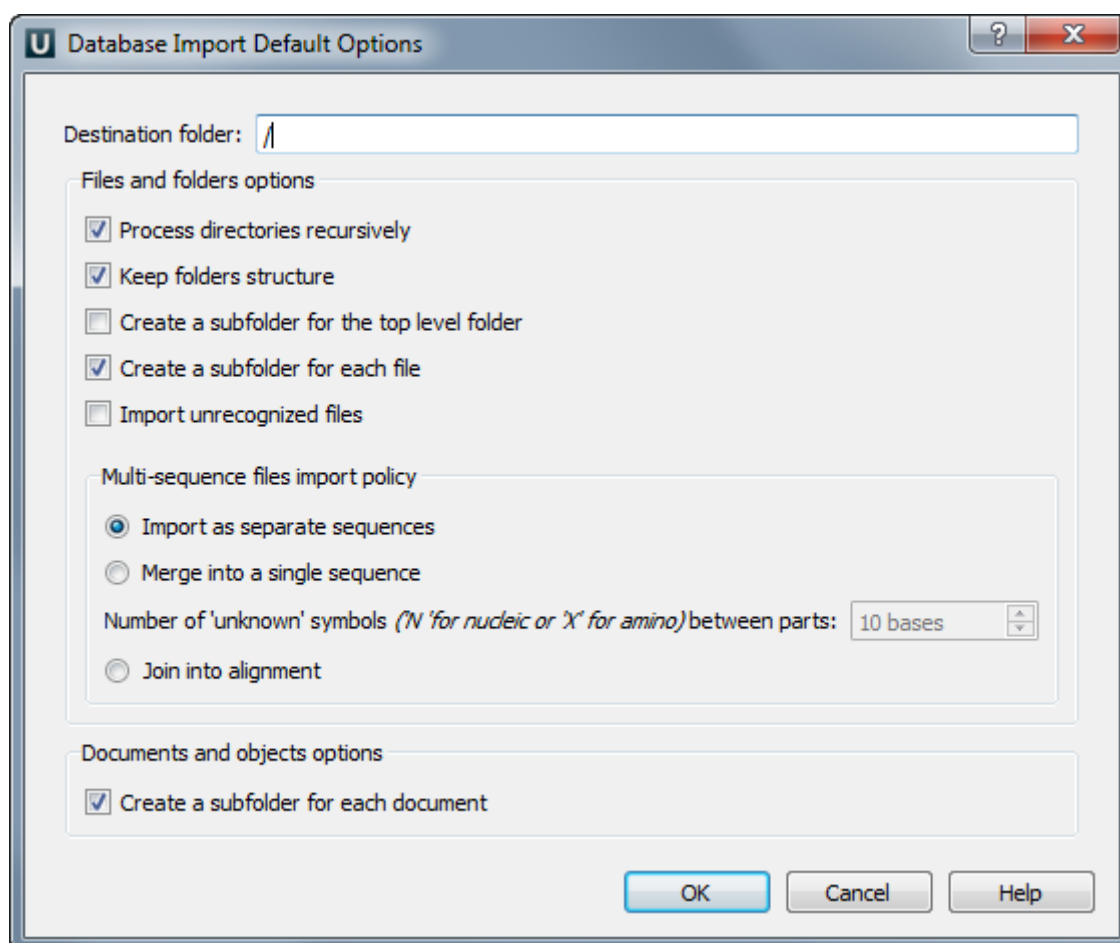 U Database Import Default Options
?
X
Destination folder: /
Files and folders options
Process directories recursively
Keep folders structure
Create a subfolder for the top level folder
Create a subfolder for each file
Import unrecognized files
Multi-sequence files import policy
Import as separate sequences
Merge into a single sequence
Number of 'unknown' symbols ('N 'for nucleic or 'X' for amino) between parts: 10 bases
Join into alignment
Documents and objects options
Create a subfolder for each document
OK Cancel Help